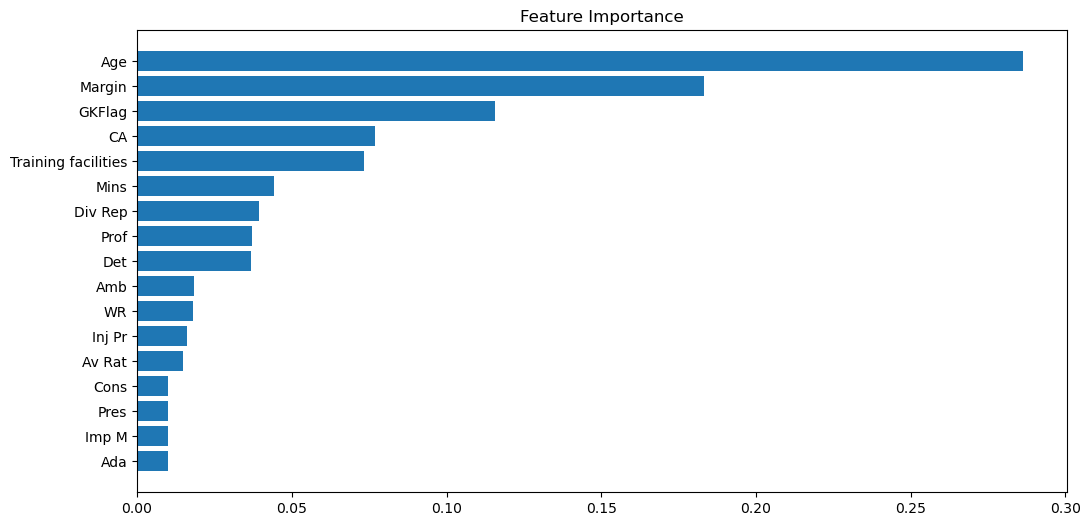 Feature Importance
Age
Margin
GKFlag
CA
Training facilities
Mins
Div Rep
Prof
Det
Amb
WR
Inj Pr
Av Rat
Cons
Pres
Imp M
Ada
0.00 0.05 0.10 0.15 0.20 0.25 0.30